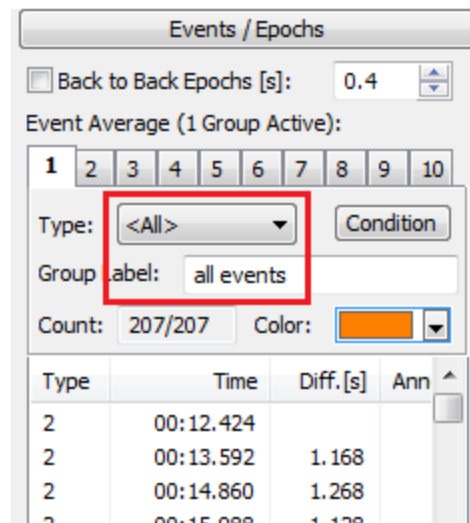 Events / Epochs
Back to Back Epochs [s]: 0.4
Event Average (1 Group Active):
1 2 3 4 5 6 7 8 9 10
Type: <All> Condition
Group Label: all events
Count: 207/207 Color:
Type Time Diff.[s] Ann
2 00:12.424
2 00:13.592 1.168
2 00:14.860 1.268